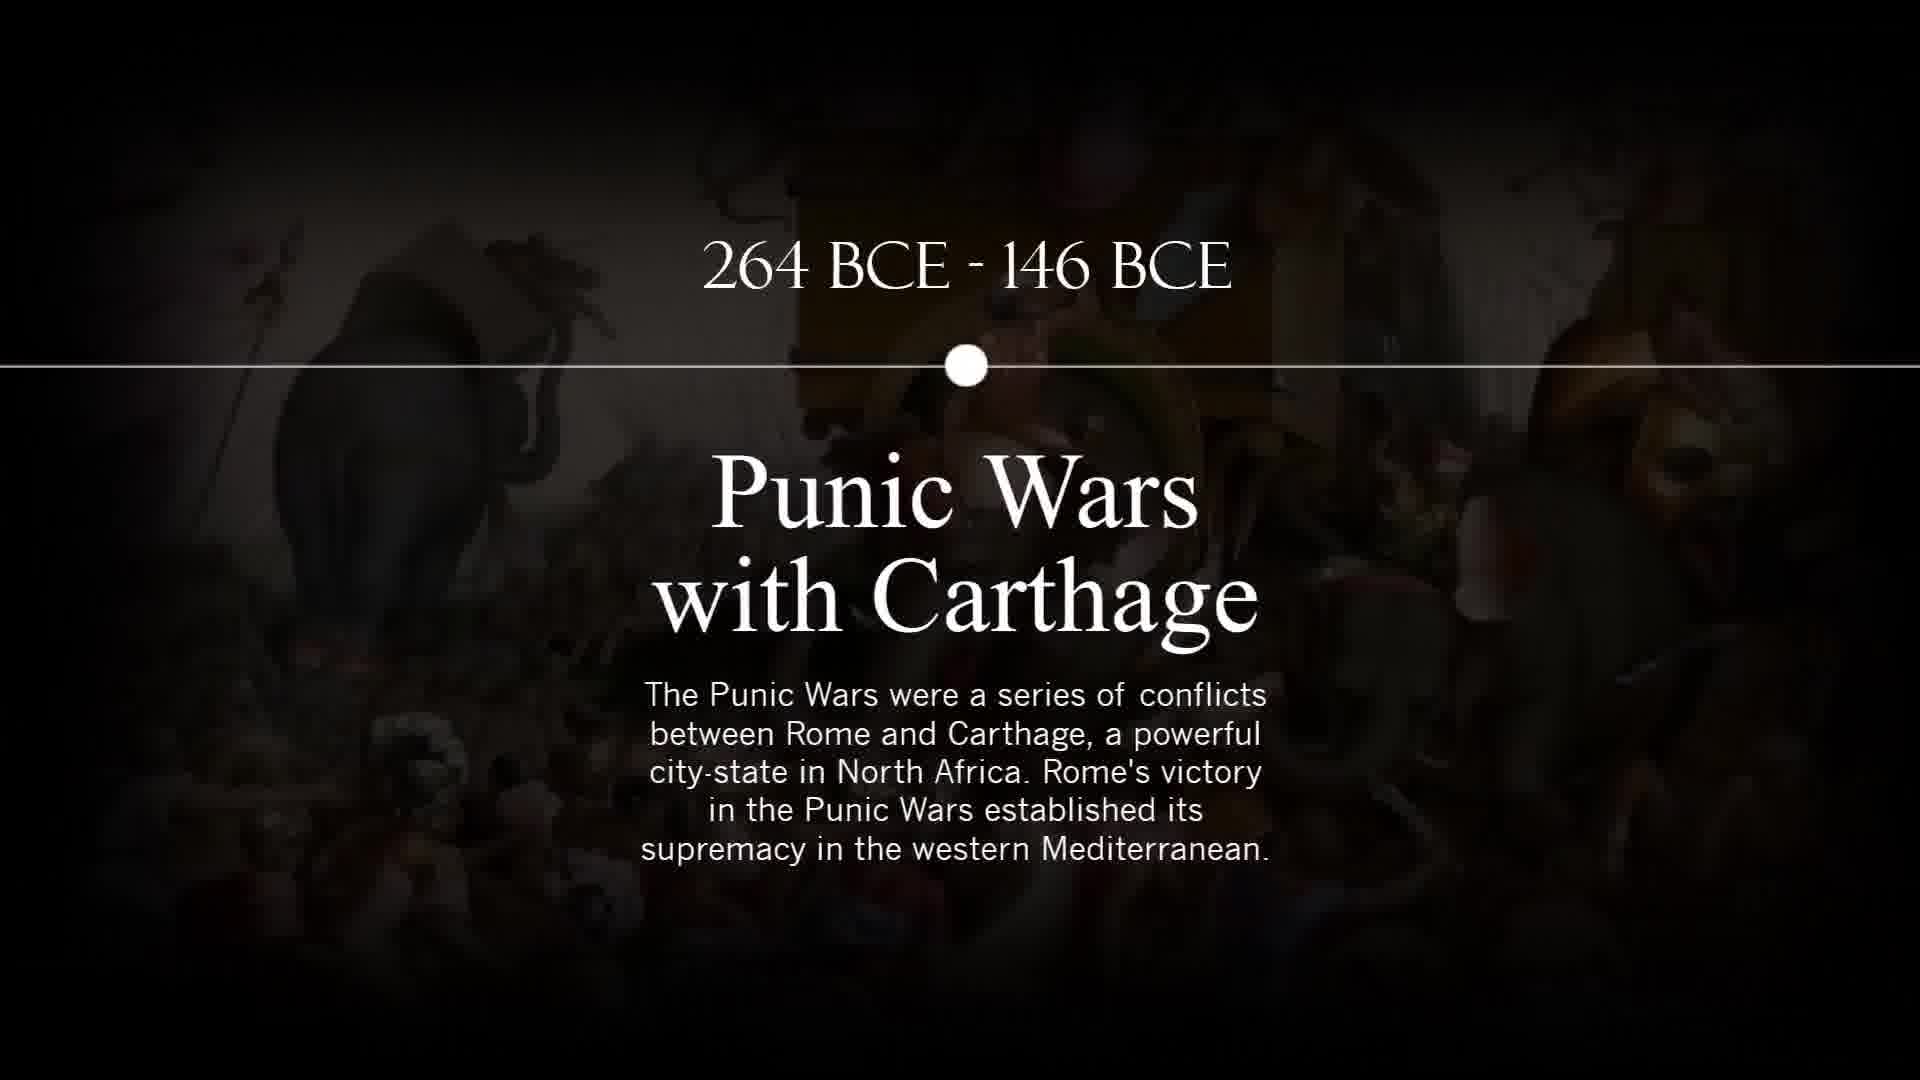 264 BCE - 146 BCE
Punic Wars
with Carthage
The Punic Wars were a series of conflicts
between Rome and Carthage, a powerful
city-state in North Africa. Rome's victory
in the Punic Wars established its
supremacy in the western Mediterranean.